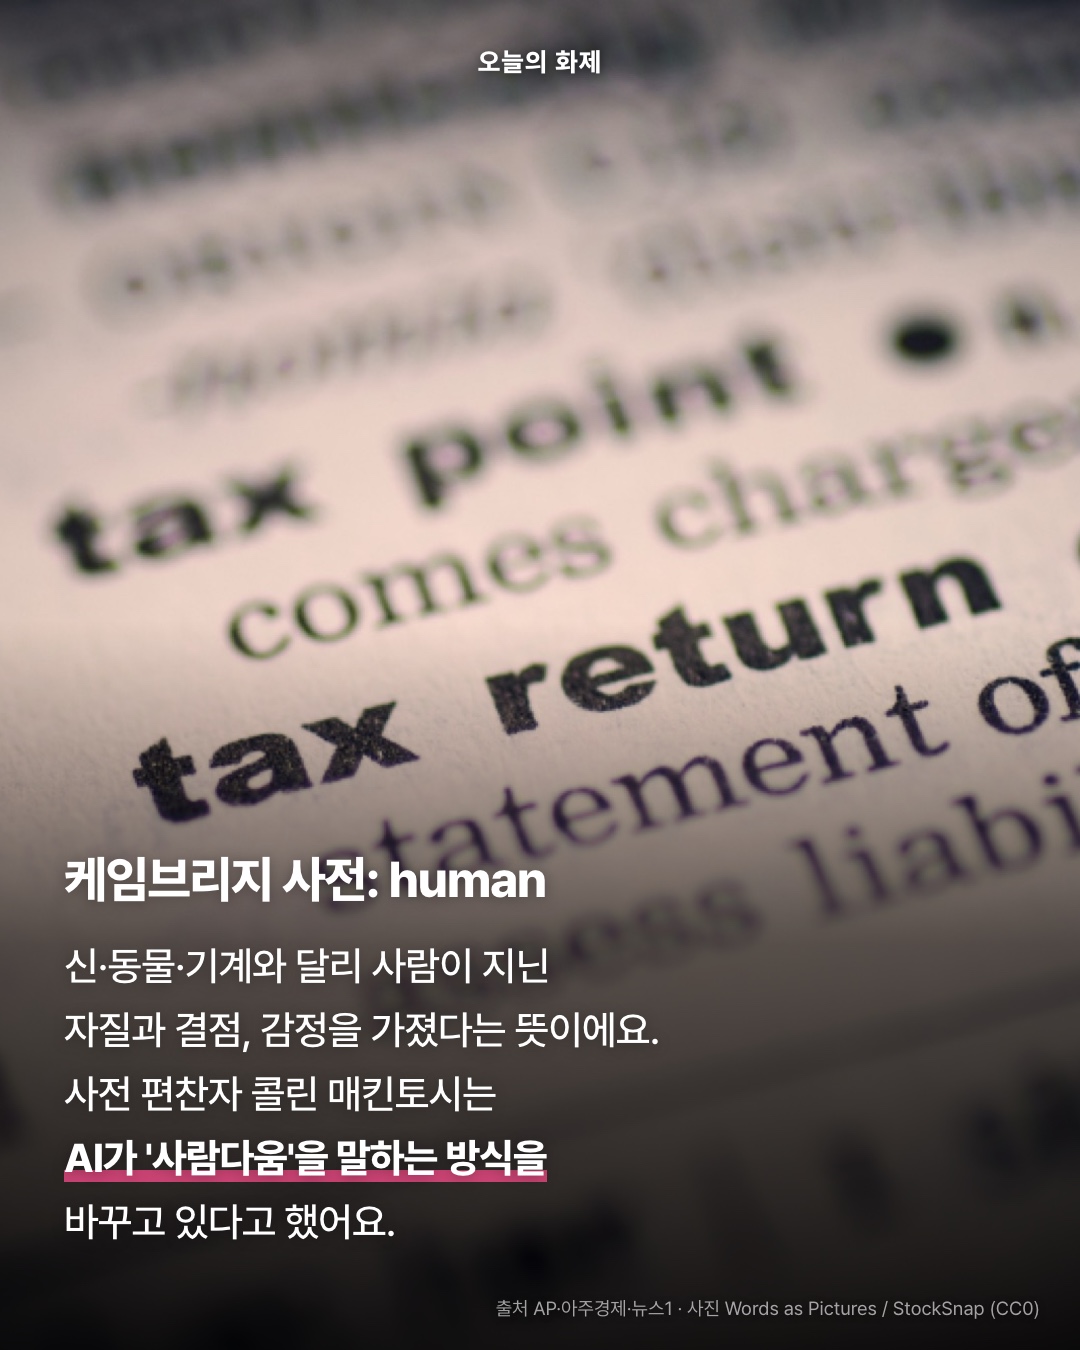 오늘의 화제
tax point
comes charge
tax return
statement of
liabi
케임브리지 사전: human
신·동물·기계와 달리 사람이 지닌
자질과 결점, 감정을 가졌다는 뜻이에요.
사전 편찬자 콜린 매킨토시는
AI가 '사람다움'을 말하는 방식을
바꾸고 있다고 했어요.
출처 AP·아주경제·뉴스1 · 사진 Words as Pictures / StockSnap (CC0)